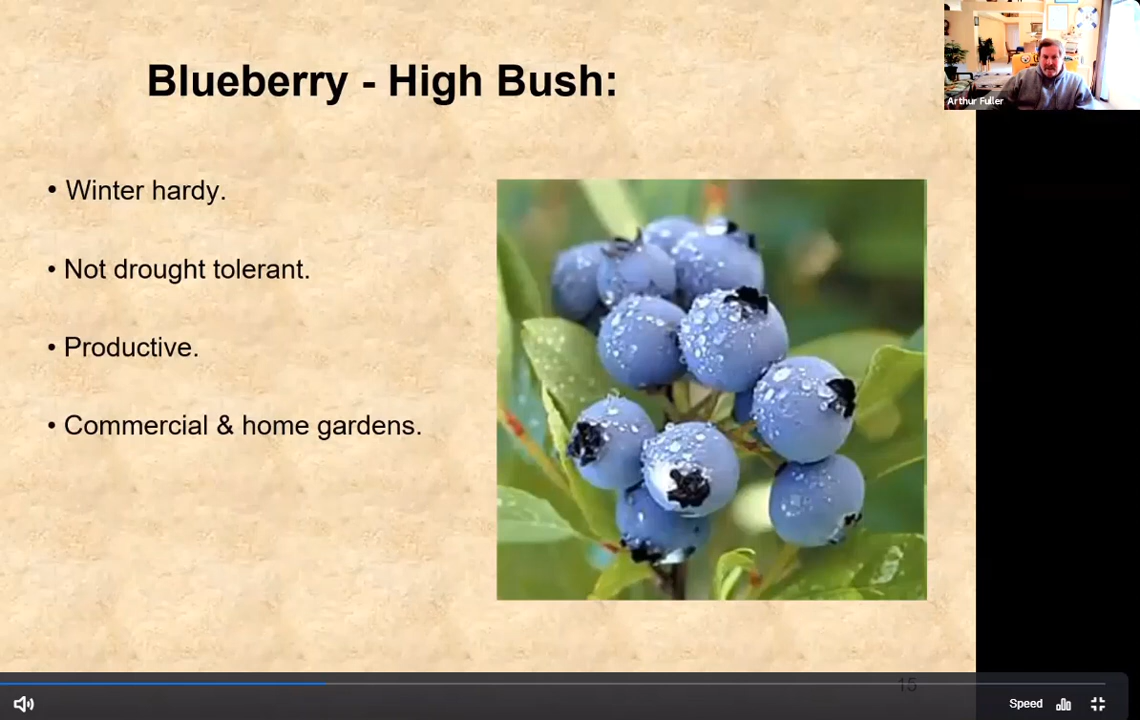 Blueberry - High Bush:
Arthur Fuller
• Winter hardy.
• Not drought tolerant.
• Productive.
• Commercial & home gardens.
15
Speed